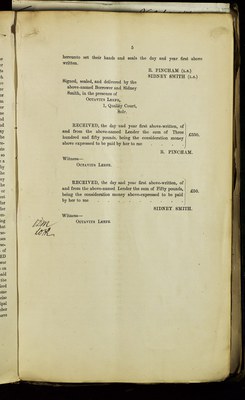 3
hereunto set their hands and seals the day and year first above
written.
R. PINCHAM (L.S.)
SIDNEY SMITH (L.S.)
Signed, sealed, and delivered by the
above-named Borrower and Sidney
Smith, in the presence of
OCTAVIUS LEEFE,
1, Quality Court,
Solr.
RECEIVED, the day and year first above-written, of
and from the above-named Lender the sum of Three
hundred and fifty pounds, being the consideration money
above expressed to be paid by her to me
£350.
R. PINCHAM.
Witness—
OCTAVIUS LEEFE.
RECEIVED, the day and year first above-written, of
and from the above-named Lender the sum of Fifty pounds,
being the consideration money above-expressed to be paid
by her to me
£50.
SIDNEY SMITH.
Witness—
OCTAVIUS LEEFE